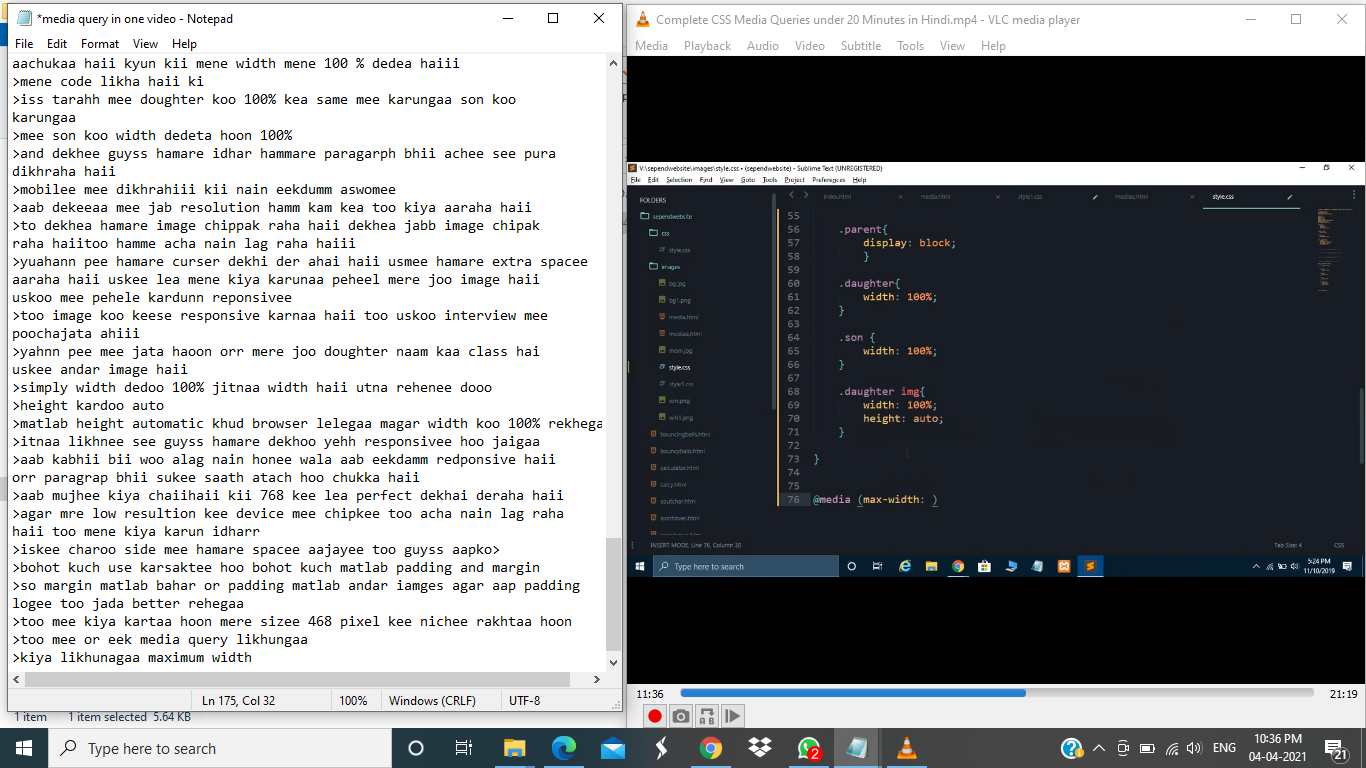 *media query in one video - Notepad
File Edit Format View Help
aachukaa haii kyun kii mene width mene 100 % dedea haiii
>mene code likha haii ki
>iss tarahh mee doughter koo 100% kea same mee karungaa son koo
karungaa
>mee son koo width dedeta hoon 100%
>and dekhee guyss hamare idhar hammare paragarph bhii achee see pura
dikhraha haii
>mobilee mee dikhrahiii kii nain eekdumm aswomee
>aab dekeeaa mee jab resolution hamm kam kea too kiya aaraha haii
>to dekhea hamare image chippak raha haii dekhea jabb image chipak
raha haiitoo hamme acha nain lag raha haiii
>yuahann pee hamare curser dekhi der ahai haii usmee hamare extra spacee
aaraha haii uskee lea mene kiya karunaa peheel mere joo image haii
uskoo mee pehele kardunn reponsivee
>too image koo keese responsive karnaa haii too uskoo interview mee
poochajata ahiii
>yahnn pee mee jata haoon orr mere joo doughter naam kaa class hai
uskee andar image haii
>simply width dedoo 100% jitnaa width haii utna rehenee dooo
>height kardoo auto
>matlab height automatic khud browser lelegaa magar width koo 100% rekhega
>itnaa likhnee see guyss hamare dekhoo yehh responsivee hoo jaigaa
>aab kabhii bii woo alag nain honee wala aab eekdamm redponsive haii
orr paragrap bhii sukee saath atach hoo chukka haii
>aab mujhee kiya chaiihaii kii 768 kee lea perfect dekhai deraha haii
>agar mre low resultion kee device mee chipkee too acha nain lag raha
haii too mene kiya karun idharr
>iskee charoo side mee hamare spacee aajayee too guyss aapko>
>bohot kuch use karsaktee hoo bohot kuch matlab padding and margin
>so margin matlab bahar or padding matlab andar iamges agar aap padding
logee too jada better rehegaa
>too mee kiya kartaa hoon mere sizee 468 pixel kee nichee rakhtaa hoon
>too mee or eek media query likhungaa
>kiya likhunagaa maximum width
Ln 175, Col 32 100% Windows (CRLF) UTF-8
1 item 1 item selected 5.64 KB
Complete CSS Media Queries under 20 Minutes in Hindi.mp4 - VLC media player
Media Playback Audio Video Subtitle Tools View Help
V:\sependwebsite\images\style.css • (sependwebsite) - Sublime Text (UNREGISTERED)
File Edit Selection Find View Goto Tools Project Preferences Help
index.html media.html style1.css mediaq.html style.css
FOLDERS
sependwebsite
css
style.css
images
bg.jpg
bg1.png
media.html
mediaq.html
mom.jpg
style.css
style1.css
win.png
win1.png
bouncingballs.html
bouncyballs.html
calculator.html
calcy.html
coutchar.html
iconhover.html
55
56 .parent{
57 display: block;
58 }
59
60 .daughter{
61 width: 100%;
62 }
63
64 .son {
65 width: 100%;
66 }
67
68 .daughter img{
69 width: 100%;
70 height: auto;
71 }
72
73 }
74
75
76 @media (max-width: )
INSERT MODE, Line 76, Column 20 Tab Size: 4 CSS
Type here to search
5:24 PM
11/10/2019
11:36 21:19
Type here to search
2
ENG
10:36 PM
04-04-2021
21